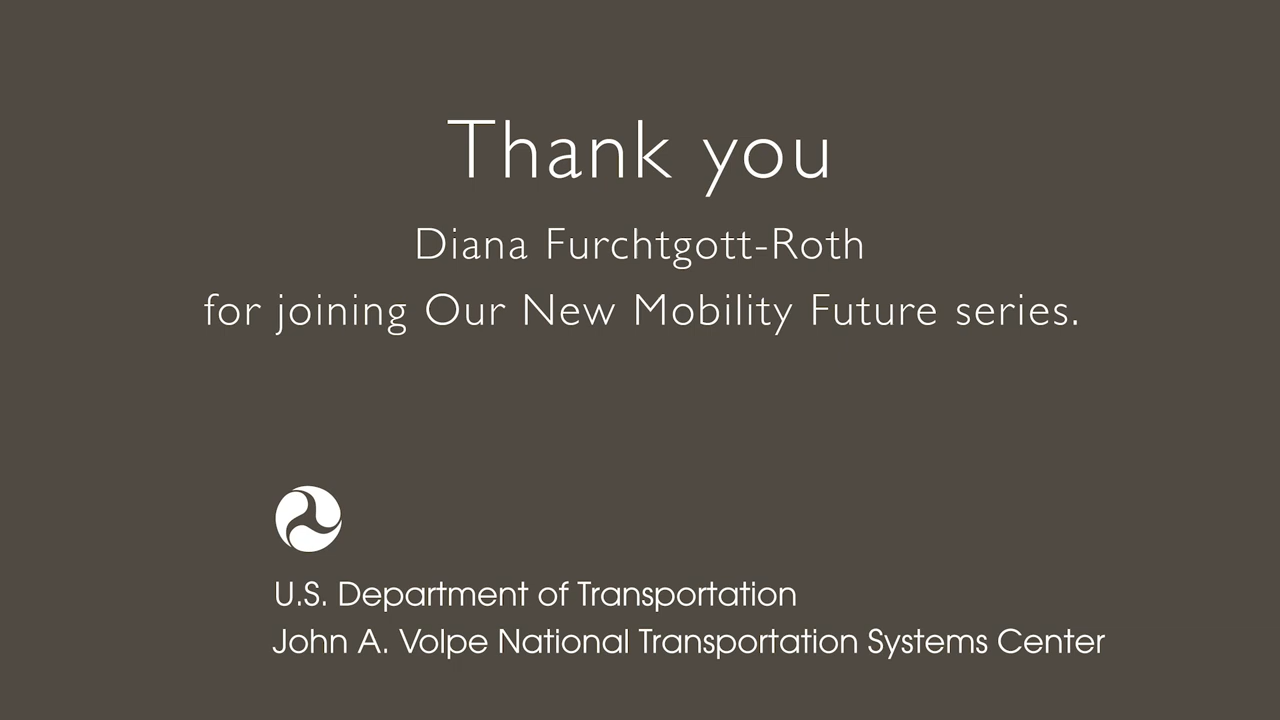 Thank you
Diana Furchtgott-Roth
for joining Our New Mobility Future series.
U.S. Department of Transportation
John A. Volpe National Transportation Systems Center